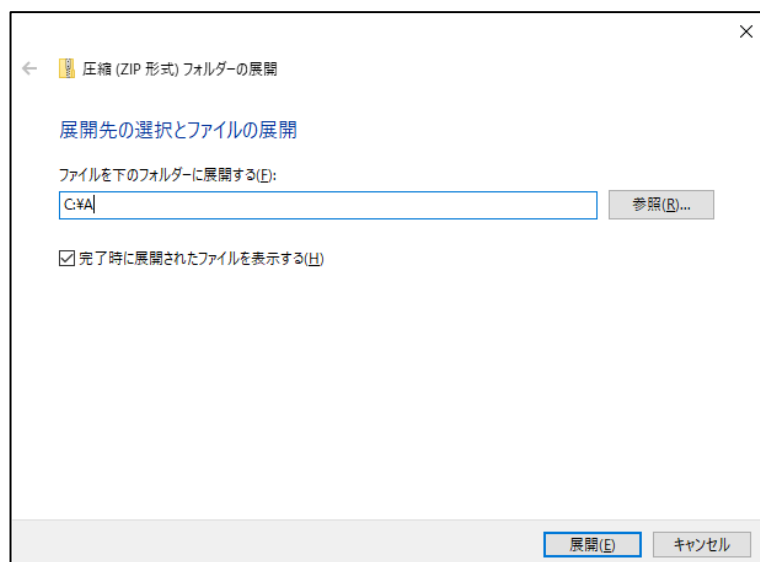 圧縮 (ZIP 形式) フォルダーの展開
展開先の選択とファイルの展開
ファイルを下のフォルダーに展開する(F):
C:¥A
参照(R)...
完了時に展開されたファイルを表示する(H)
展開(E)
キャンセル